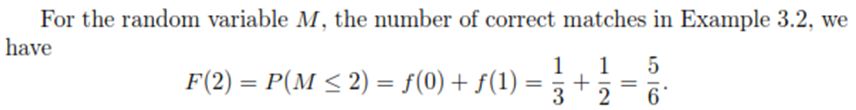 For the random variable M, the number of correct matches in Example 3.2, we
have
F(2) = P(M ≤ 2) = f(0) + f(1) = 1/3 + 1/2 = 5/6.